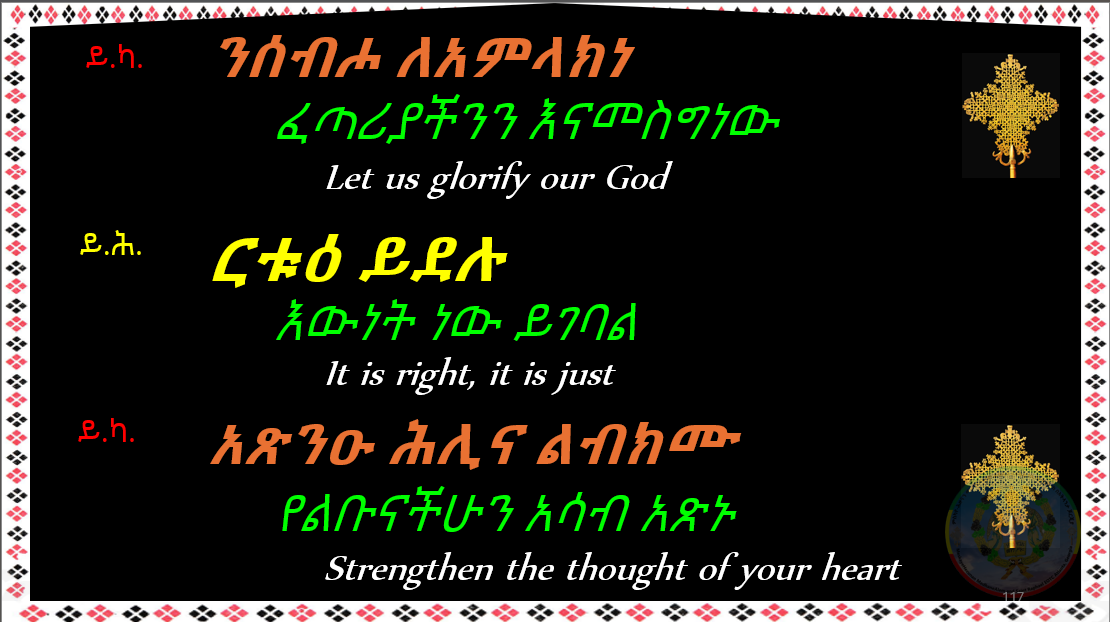 ይ.ካ. ንሰብሖ ለአምላክነ
ፈጣሪያችንን እናመስግነው
Let us glorify our God
ይ.ሕ. ርቱዕ ይደሉ
እውነት ነው ይገባል
It is right, it is just
ይ.ካ. አጽንዑ ሕሊና ልብክሙ
የልቡናችሁን አሳብ አጽኑ
Strengthen the thought of your heart
117